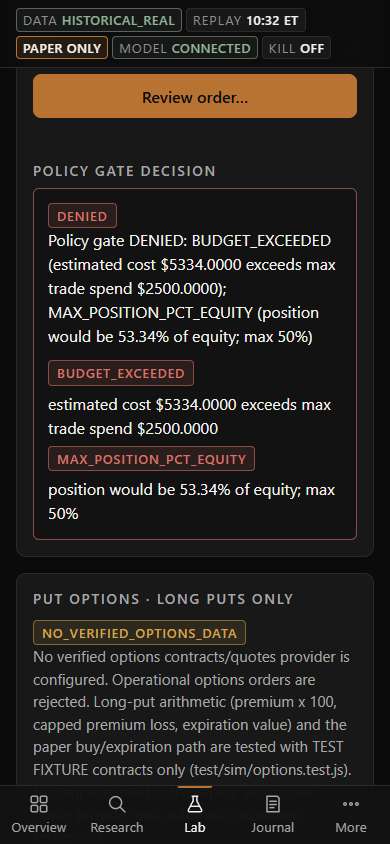 DATA HISTORICAL_REAL REPLAY 10:32 ET
PAPER ONLY MODEL CONNECTED KILL OFF
Review order...
POLICY GATE DECISION
DENIED
Policy gate DENIED: BUDGET_EXCEEDED
(estimated cost $5334.0000 exceeds max
trade spend $2500.0000);
MAX_POSITION_PCT_EQUITY (position
would be 53.34% of equity; max 50%)
BUDGET_EXCEEDED
estimated cost $5334.0000 exceeds max
trade spend $2500.0000
MAX_POSITION_PCT_EQUITY
position would be 53.34% of equity; max
50%
PUT OPTIONS · LONG PUTS ONLY
NO_VERIFIED_OPTIONS_DATA
No verified options contracts/quotes provider is
configured. Operational options orders are
rejected. Long-put arithmetic (premium x 100,
capped premium loss, expiration value) and the
paper buy/expiration path are tested with TEST
FIXTURE contracts only (test/sim/options.test.js).
Overview Research Lab Journal More